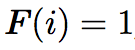 F(i) = 1